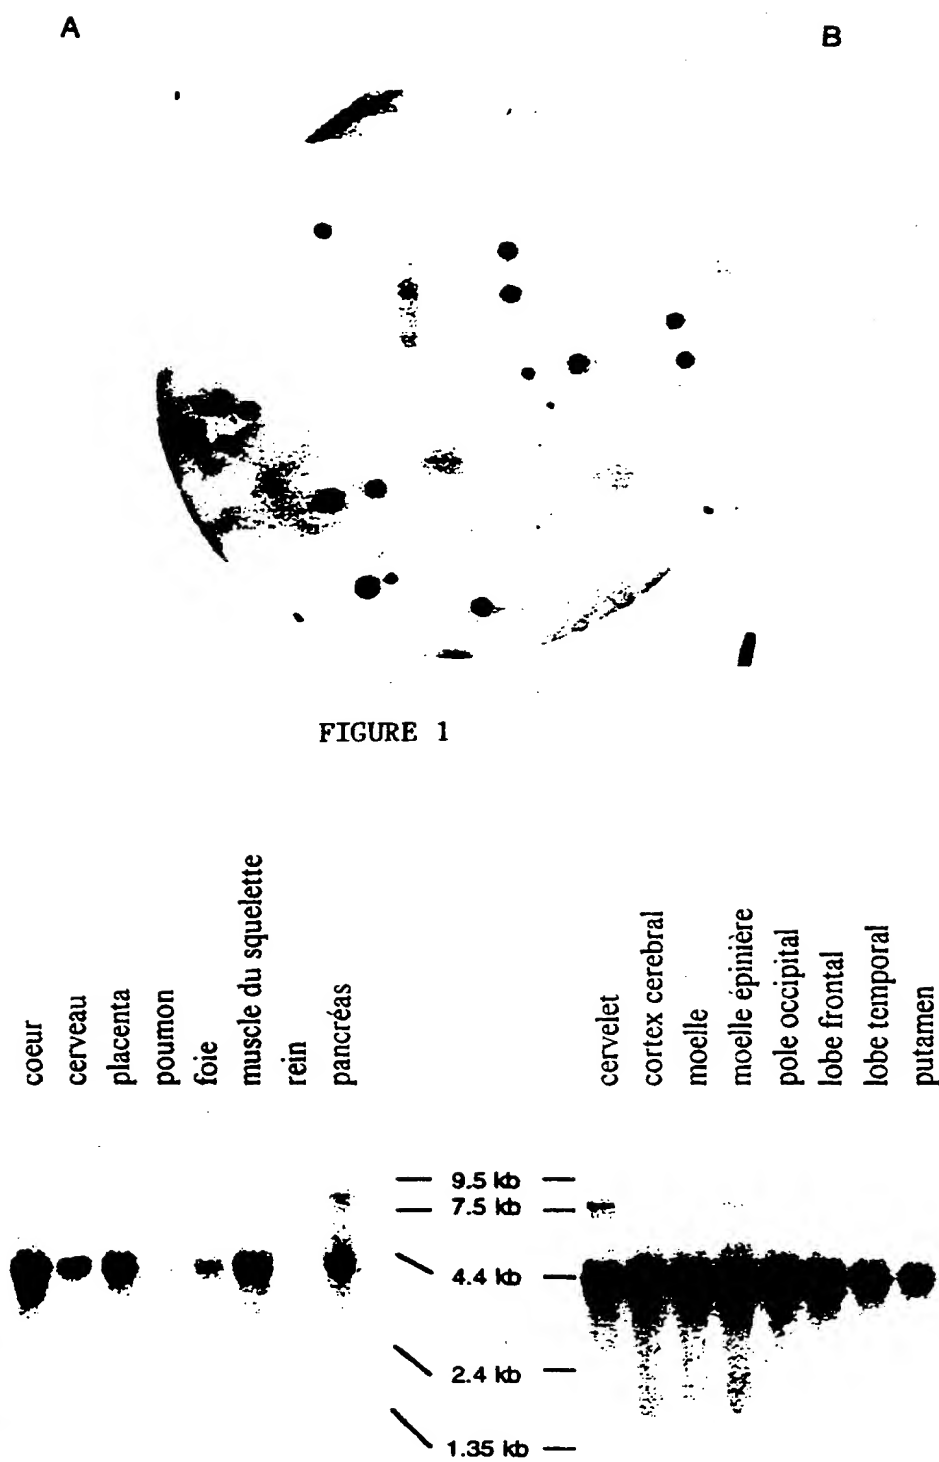 A
B
FIGURE 1
coeur
cerveau
placenta
poumon
foie
muscle du squelette
rein
pancréas
cervelet
cortex cerebral
moelle
moelle épinière
pole occipital
lobe frontal
lobe temporal
putamen
9.5 kb
7.5 kb
4.4 kb
2.4 kb
1.35 kb